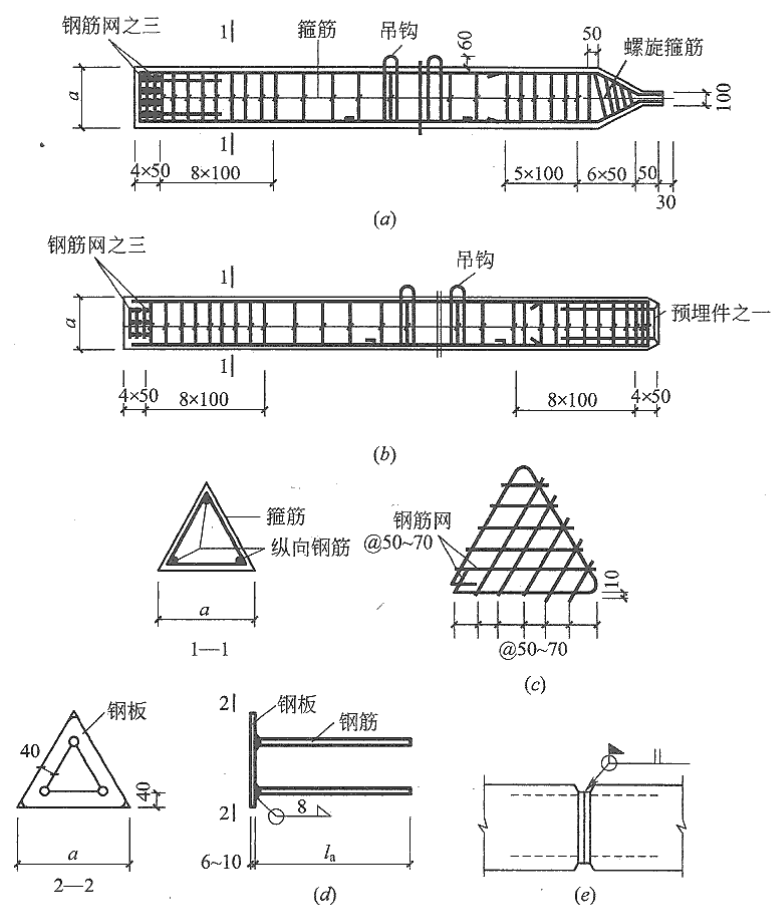 钢筋网之三
1
箍筋
吊钩
60
50
螺旋箍筋
a
100
1
4×50
8×100
5×100
6×50
50
30
(a)
钢筋网之三
1
吊钩
a
预埋件之一
1
4×50
8×100
8×100
4×50
(b)
箍筋
纵向钢筋
a
1—1
钢筋网
@50~70
10
@50~70
(c)
钢板
40
40
a
2—2
2
钢板
钢筋
2
8
6~10
la
(d)
(e)